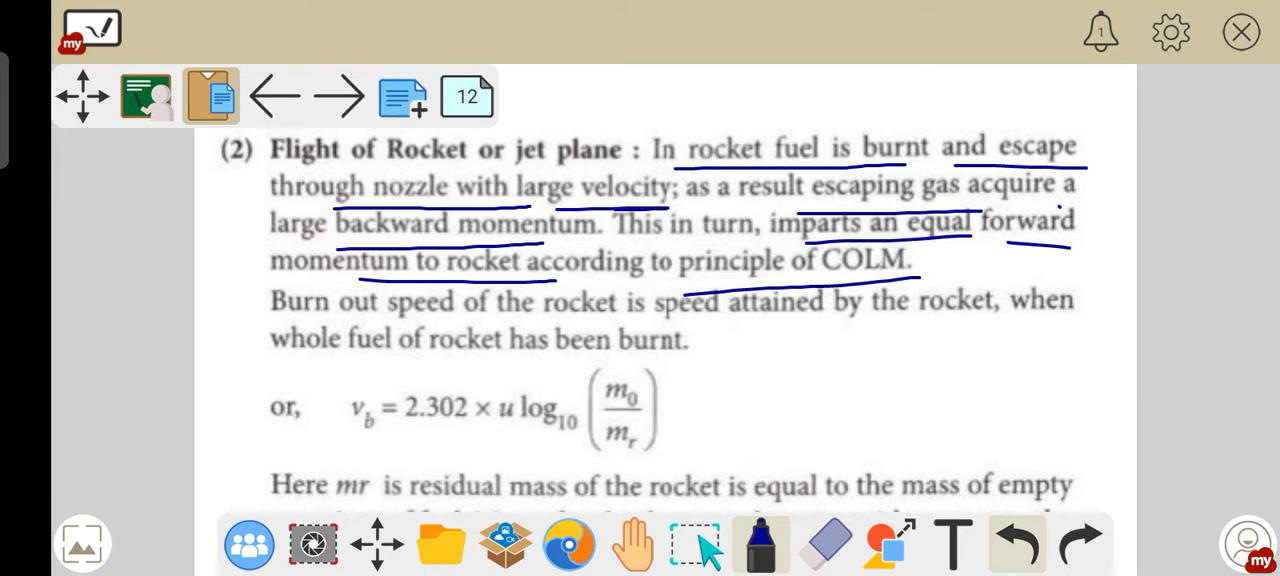 my
1
12
(2) Flight of Rocket or jet plane : In rocket fuel is burnt and escape
through nozzle with large velocity; as a result escaping gas acquire a
large backward momentum. This in turn, imparts an equal forward
momentum to rocket according to principle of COLM.
Burn out speed of the rocket is speed attained by the rocket, when
whole fuel of rocket has been burnt.
or, v_b = 2.302 × u log₁₀ (m₀/m_r)
Here mr is residual mass of the rocket is equal to the mass of empty
T
my